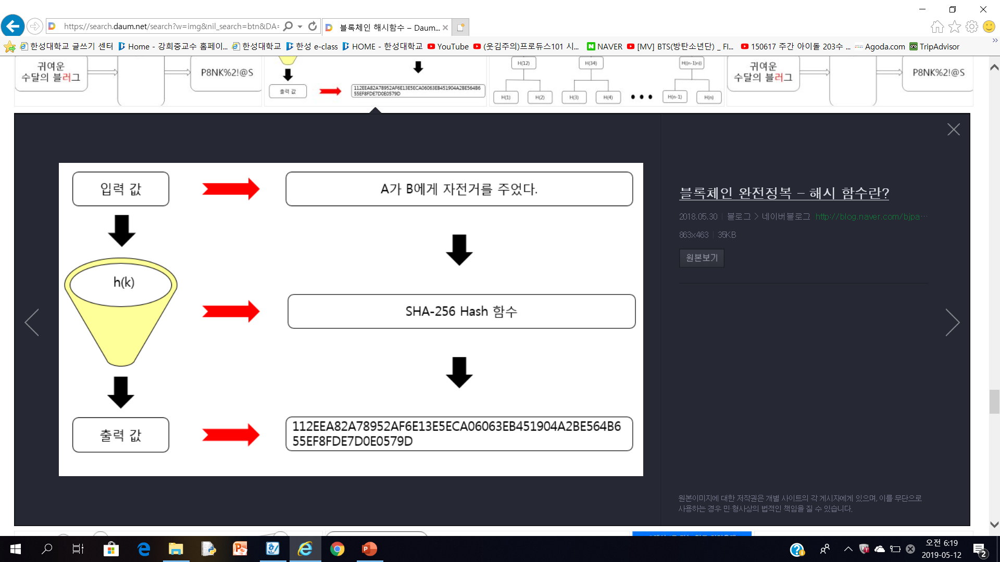 https://search.daum.net/search?w=img&nil_search=btn&DA=
블록체인 해시함수 – Daum...
한성대학교 글쓰기 센터
Home - 강희중교수 홈페이...
한성대학교
한성 e-class
HOME - 한성대학교
YouTube
(웃김주의)프로듀스101 시...
NAVER
[MV] BTS(방탄소년단) _ FI...
150617 주간 아이돌 203수 ...
Agoda.com
TripAdvisor
귀여운
수달의 블러그
P8NK%2!@S
출력 값
112EEA82A78952AF6E13E5ECA06063EB451904A2BE564B6
55EF8FDE7D0E0579D
H(12)
H(34)
H((n-1)n))
H(1)
H(2)
H(3)
H(4)
H(n-1)
H(n)
귀여운
수달의 블러그
P8NK%2!@S
입력 값
A가 B에게 자전거를 주었다.
h(k)
SHA-256 Hash 함수
출력 값
112EEA82A78952AF6E13E5ECA06063EB451904A2BE564B6
55EF8FDE7D0E0579D
블록체인 완전정복 – 해시 함수란?
2018.05.30 | 블로그 > 네이버블로그 http://blog.naver.com/bjpa…
863x463 | 35KB
원본보기
원본이미지에 대한 저작권은 개별 사이트의 각 게시자에게 있으며, 이를 무단으로
사용하는 경우 민·형사상의 법적인 책임을 질 수 있습니다.
오전 6:19
2019-05-12
2